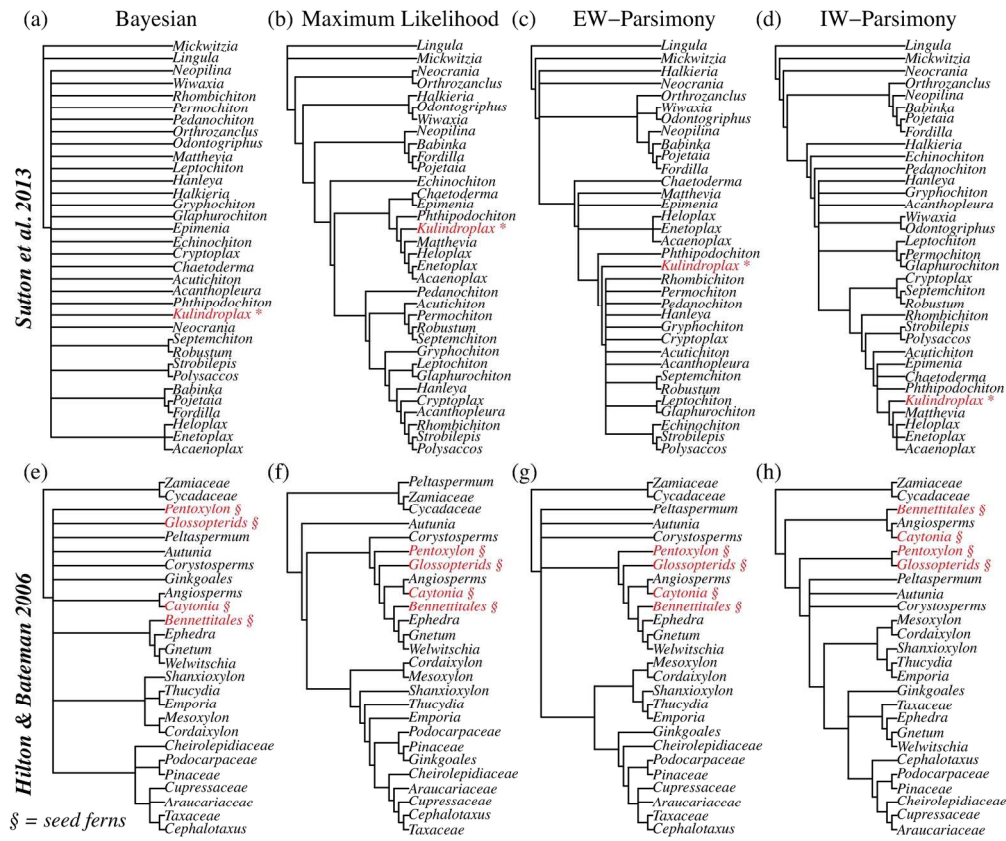 (a) Bayesian
(b) Maximum Likelihood
(c) EW−Parsimony
(d) IW−Parsimony
Sutton et al. 2013
Mickwitzia
Lingula
Neopilina
Wiwaxia
Rhombichiton
Permochiton
Pedanochiton
Orthrozanclus
Odontogriphus
Matthevia
Leptochiton
Hanleya
Halkieria
Gryphochiton
Glaphurochiton
Epimenia
Echinochiton
Cryptoplax
Chaetoderma
Acutichiton
Acanthopleura
Phthipodochiton
Kulindroplax *
Neocrania
Septemchiton
Robustum
Strobilepis
Polysaccos
Babinka
Pojetaia
Fordilla
Heloplax
Enetoplax
Acaenoplax
Lingula
Mickwitzia
Neocrania
Orthrozanclus
Halkieria
Odontogriphus
Wiwaxia
Neopilina
Babinka
Fordilla
Pojetaia
Echinochiton
Chaetoderma
Epimenia
Phthipodochiton
Kulindroplax *
Matthevia
Heloplax
Enetoplax
Acaenoplax
Pedanochiton
Acutichiton
Permochiton
Robustum
Septemchiton
Gryphochiton
Leptochiton
Glaphurochiton
Hanleya
Cryptoplax
Acanthopleura
Rhombichiton
Strobilepis
Polysaccos
Lingula
Mickwitzia
Halkieria
Neocrania
Orthrozanclus
Wiwaxia
Odontogriphus
Neopilina
Babinka
Pojetaia
Fordilla
Chaetoderma
Matthevia
Epimenia
Heloplax
Enetoplax
Acaenoplax
Phthipodochiton
Kulindroplax *
Rhombichiton
Permochiton
Pedanochiton
Hanleya
Gryphochiton
Cryptoplax
Acutichiton
Acanthopleura
Septemchiton
Robustum
Leptochiton
Glaphurochiton
Echinochiton
Strobilepis
Polysaccos
Lingula
Mickwitzia
Neocrania
Orthrozanclus
Neopilina
Babinka
Pojetaia
Fordilla
Halkieria
Echinochiton
Pedanochiton
Hanleya
Gryphochiton
Acanthopleura
Wiwaxia
Odontogriphus
Leptochiton
Permochiton
Glaphurochiton
Cryptoplax
Septemchiton
Robustum
Rhombichiton
Strobilepis
Polysaccos
Acutichiton
Epimenia
Chaetoderma
Phthipodochiton
Kulindroplax *
Matthevia
Heloplax
Enetoplax
Acaenoplax
Hilton & Bateman 2006
(e)
Zamiaceae
Cycadaceae
Pentoxylon §
Glossopterids §
Peltaspermum
Autunia
Corystosperms
Ginkgoales
Angiosperms
Caytonia §
Bennettitales §
Ephedra
Gnetum
Welwitschia
Shanxioxylon
Thucydia
Emporia
Mesoxylon
Cordaixylon
Cheirolepidiaceae
Podocarpaceae
Pinaceae
Cupressaceae
Araucariaceae
Taxaceae
Cephalotaxus
(f)
Peltaspermum
Zamiaceae
Cycadaceae
Autunia
Corystosperms
Pentoxylon §
Glossopterids §
Angiosperms
Caytonia §
Bennettitales §
Ephedra
Gnetum
Welwitschia
Cordaixylon
Mesoxylon
Shanxioxylon
Thucydia
Emporia
Podocarpaceae
Pinaceae
Ginkgoales
Cheirolepidiaceae
Araucariaceae
Cupressaceae
Cephalotaxus
Taxaceae
(g)
Zamiaceae
Cycadaceae
Peltaspermum
Autunia
Corystosperms
Pentoxylon §
Glossopterids §
Angiosperms
Caytonia §
Bennettitales §
Ephedra
Gnetum
Welwitschia
Mesoxylon
Cordaixylon
Shanxioxylon
Thucydia
Emporia
Ginkgoales
Cheirolepidiaceae
Podocarpaceae
Pinaceae
Cupressaceae
Araucariaceae
Taxaceae
Cephalotaxus
(h)
Zamiaceae
Cycadaceae
Bennettitales §
Angiosperms
Caytonia §
Pentoxylon §
Glossopterids §
Peltaspermum
Autunia
Corystosperms
Mesoxylon
Cordaixylon
Shanxioxylon
Thucydia
Emporia
Ginkgoales
Taxaceae
Ephedra
Gnetum
Welwitschia
Cephalotaxus
Podocarpaceae
Pinaceae
Cheirolepidiaceae
Cupressaceae
Araucariaceae
§ = seed ferns